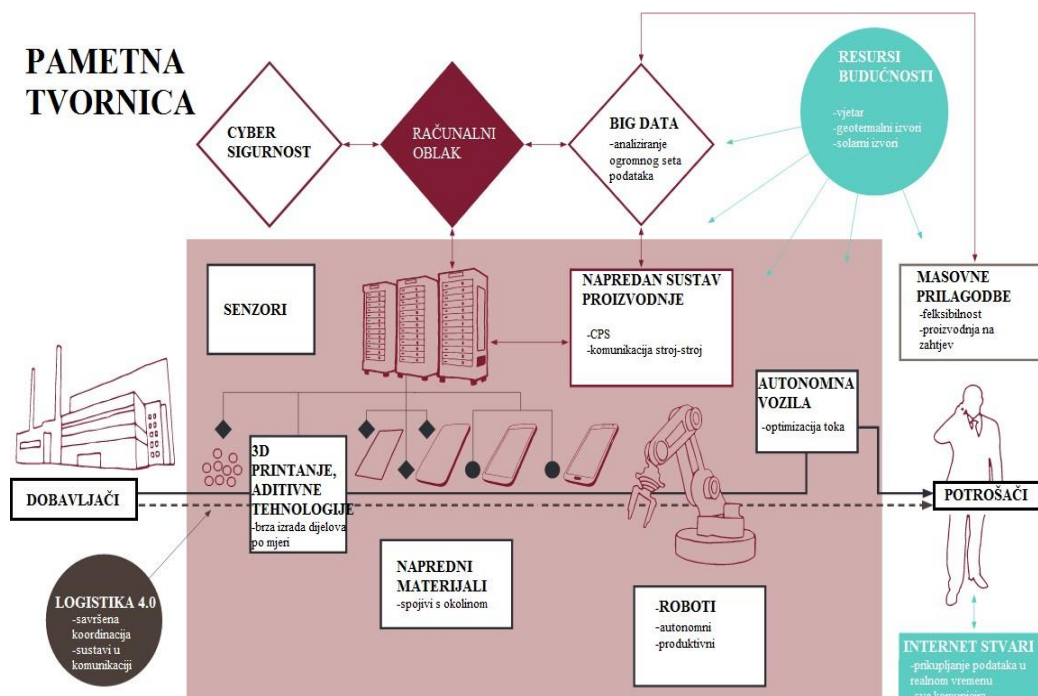 PAMETNA
TVORNICA
CYBER
SIGURNOST
RAČUNALNI
OBLAK
BIG DATA
-analiziranje
ogromnog seta
podataka
RESURSI
BUDUĆNOSTI
-vjetar
-geotermalni izvori
-solarni izvori
SENZORI
NAPREDAN SUSTAV
PROIZVODNJE
-CPS
-komunikacija stroj-stroj
MASOVNE
PRILAGODBE
-felksibilnost
-proizvodnja na
zahtjev
AUTONOMNA
VOZILA
-optimizacija toka
3D
PRINTANJE,
ADITIVNE
TEHNOLOGIJE
-brza izrada dijelova
po mjeri
DOBAVLJAČI
POTROŠAČI
NAPREDNI
MATERIJALI
-spojivi s okolinom
-ROBOTI
-autonomni
-produktivni
LOGISTIKA 4.0
-savršena
koordinacija
-sustavi u
komunikaciji
INTERNET STVARI
-prikupljanje podataka u
realnom vremenu
-sve komunicira